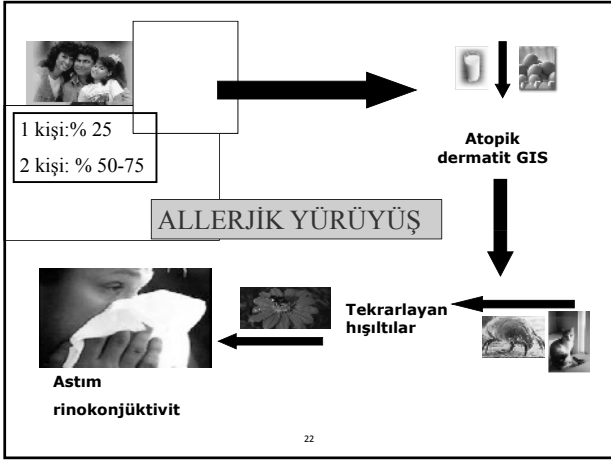 1 kişi:% 25
2 kişi: % 50-75
Atopik
dermatit GIS
ALLERJİK YÜRÜYÜŞ
Tekrarlayan
hışıltılar
Astım
rinokonjüktivit
22